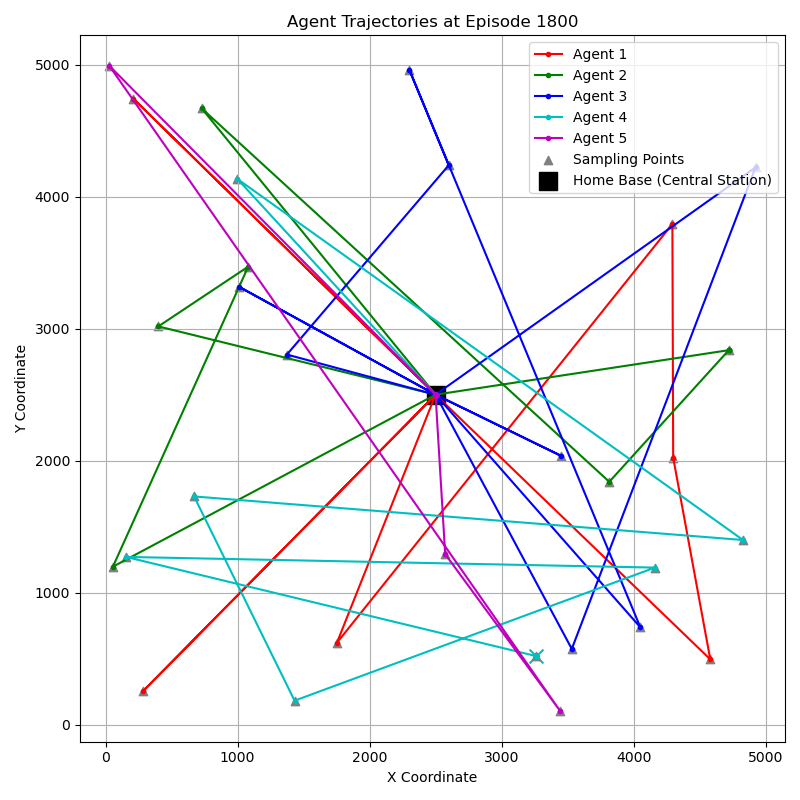 Agent Trajectories at Episode 1800
Agent 1
Agent 2
Agent 3
Agent 4
Agent 5
Sampling Points
Home Base (Central Station)
Y Coordinate
5000
4000
3000
2000
1000
0
0 1000 2000 3000 4000 5000
X Coordinate